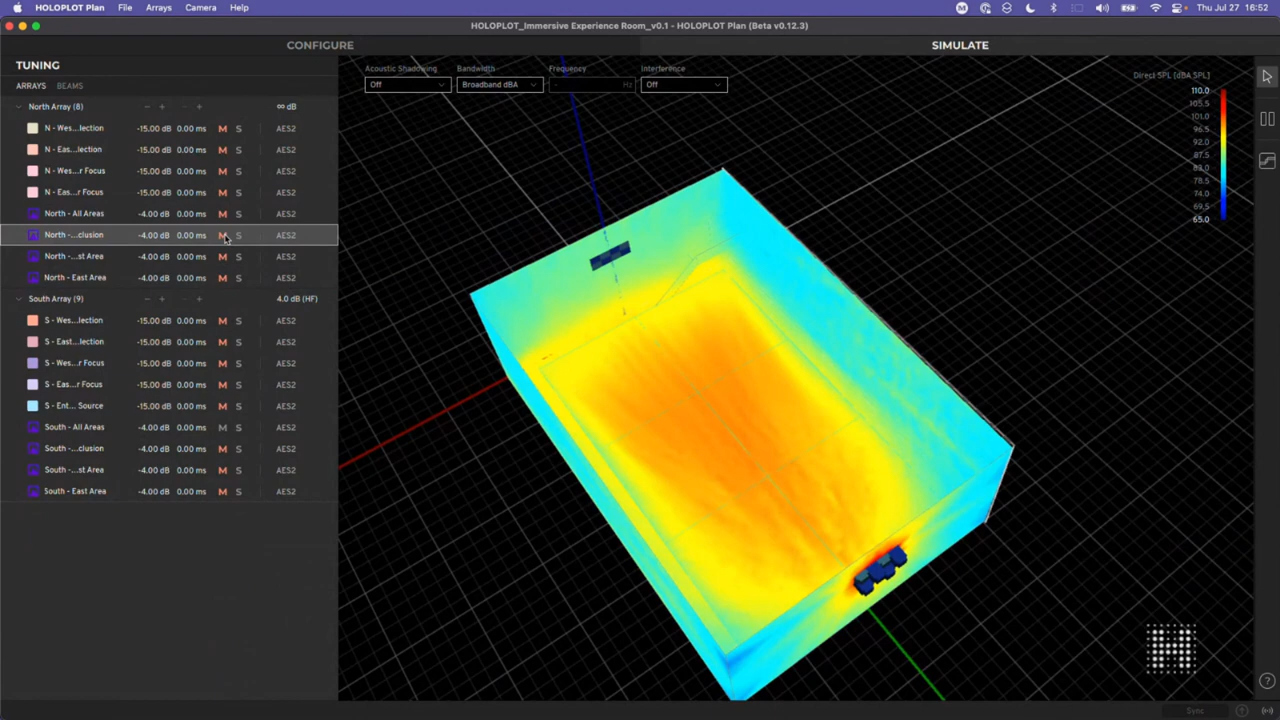 HOLOPLOT Plan File Arrays Camera Help Thu Jul 27 16:52
HOLOPLOT_Immersive Experience Room_v0.1 - HOLOPLOT Plan (Beta v0.12.3)
CONFIGURE SIMULATE
TUNING
ARRAYS BEAMS
Acoustic Shadowing Bandwidth Frequency Interference
Off Broadband dBA - Hz Off
Direct SPL [dBA SPL]
110.0
105.5
101.0
96.5
92.0
87.5
83.0
78.5
74.0
69.5
65.0
North Array (8) − + − + ∞ dB
N - Wes...lection -15.00 dB 0.00 ms M S AES2
N - Eas...lection -15.00 dB 0.00 ms M S AES2
N - Wes...r Focus -15.00 dB 0.00 ms M S AES2
N - Eas...r Focus -15.00 dB 0.00 ms M S AES2
North - All Areas -4.00 dB 0.00 ms M S AES2
North -...clusion -4.00 dB 0.00 ms M S AES2
North -...st Area -4.00 dB 0.00 ms M S AES2
North - East Area -4.00 dB 0.00 ms M S AES2
South Array (9) − + − + 4.0 dB (HF)
S - Wes...lection -15.00 dB 0.00 ms M S AES2
S - East...lection -15.00 dB 0.00 ms M S AES2
S - Wes...r Focus -15.00 dB 0.00 ms M S AES2
S - Eas...r Focus -15.00 dB 0.00 ms M S AES2
S - Ent... Source -15.00 dB 0.00 ms M S AES2
South - All Areas -4.00 dB 0.00 ms M S AES2
South -...clusion -4.00 dB 0.00 ms M S AES2
South -...st Area -4.00 dB 0.00 ms M S AES2
South - East Area -4.00 dB 0.00 ms M S AES2
H
?
Sync